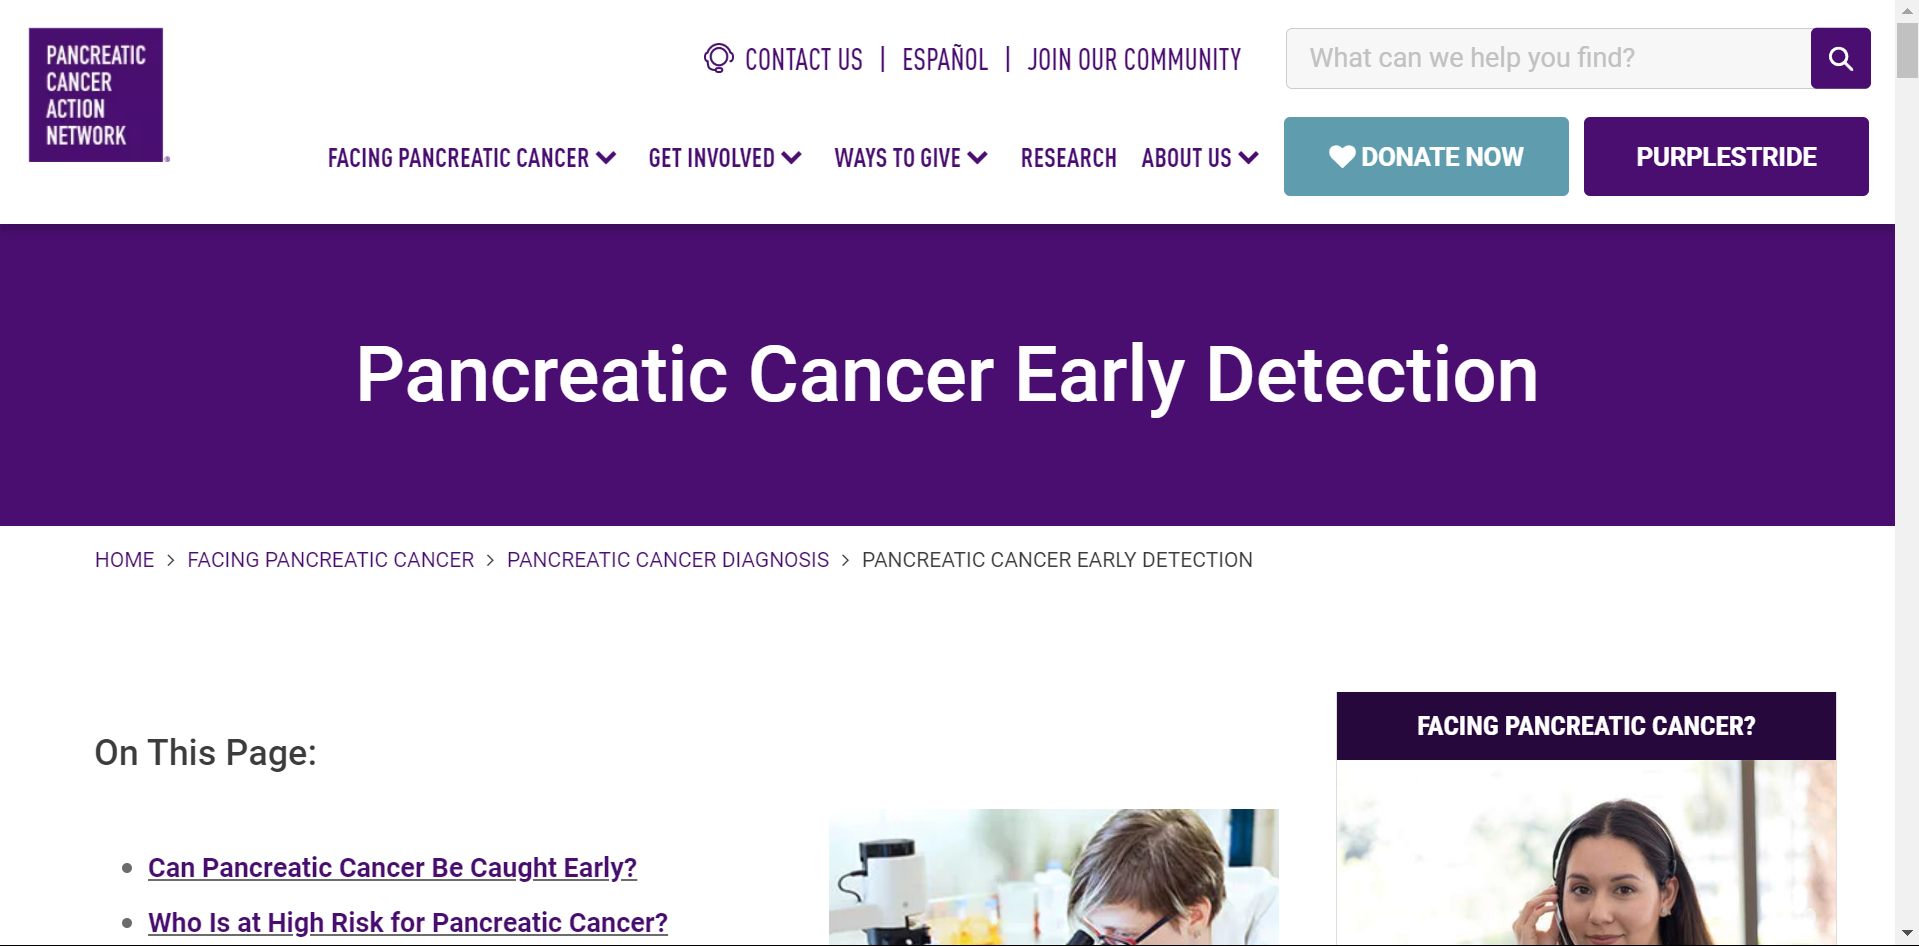 PANCREATIC
CANCER
ACTION
NETWORK
®
CONTACT US | ESPAÑOL | JOIN OUR COMMUNITY
What can we help you find?
FACING PANCREATIC CANCER
GET INVOLVED
WAYS TO GIVE
RESEARCH
ABOUT US
DONATE NOW
PURPLESTRIDE
Pancreatic Cancer Early Detection
HOME > FACING PANCREATIC CANCER > PANCREATIC CANCER DIAGNOSIS > PANCREATIC CANCER EARLY DETECTION
On This Page:
• Can Pancreatic Cancer Be Caught Early?
• Who Is at High Risk for Pancreatic Cancer?
FACING PANCREATIC CANCER?